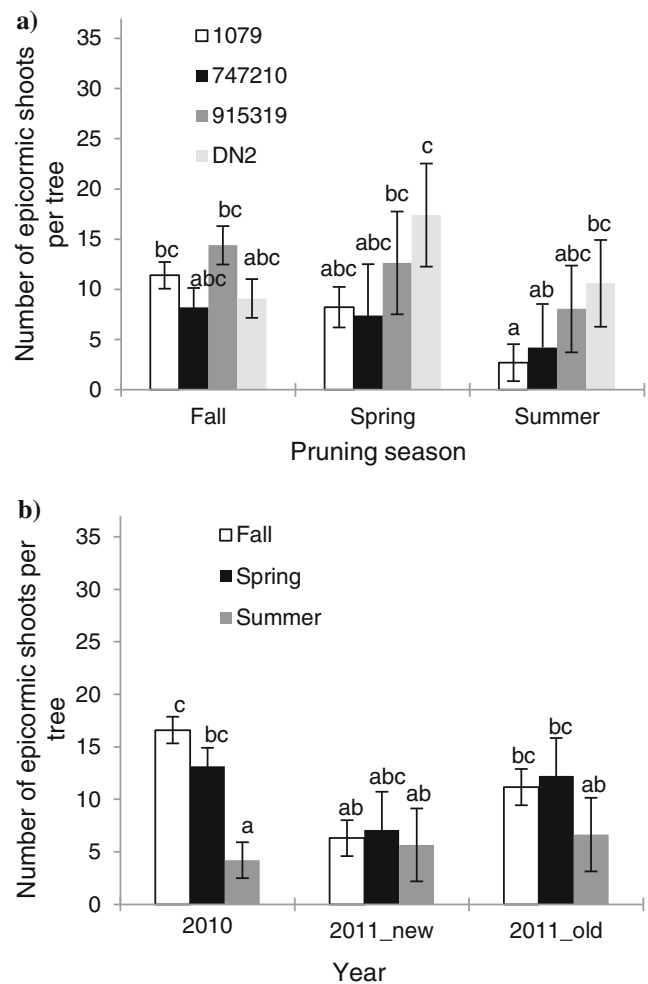 a)
35
30
25
20
15
10
5
0
Number of epicormic shoots
per tree
1079
747210
915319
DN2
bc
abc
bc
abc
abc
abc
bc
c
a
ab
abc
bc
Fall
Spring
Summer
Pruning season
b)
35
30
25
20
15
10
5
0
Number of epicormic shoots per
tree
Fall
Spring
Summer
c
bc
a
ab
abc
ab
bc
bc
ab
2010
2011_new
2011_old
Year